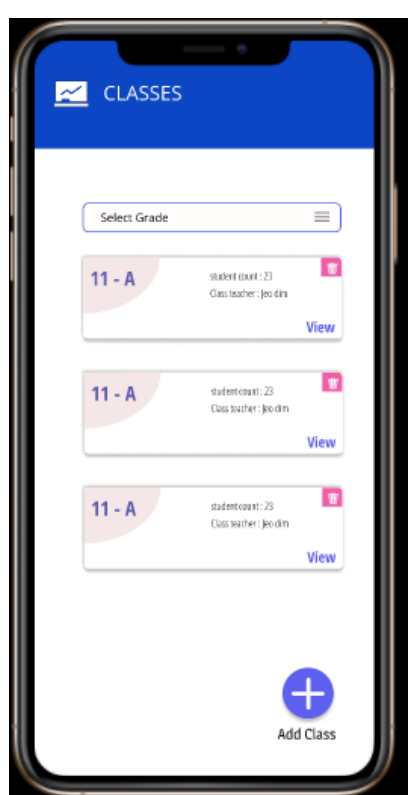 CLASSES
Select Grade
11 - A
student count : 23
Class teacher : Jeo dim
View
11 - A
student count : 23
Class teacher : Jeo dim
View
11 - A
student count : 23
Class teacher : Jeo dim
View
Add Class